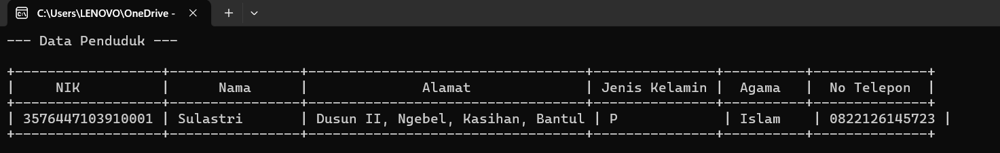 C:\Users\LENOVO\OneDrive -
--- Data Penduduk ---
+------------------+----------------+----------------------------------+---------------+----------+--------------+
|     NIK          |      Nama      |              Alamat              | Jenis Kelamin |  Agama   |  No Telepon  |
+------------------+----------------+----------------------------------+---------------+----------+--------------+
| 3576447103910001 | Sulastri       | Dusun II, Ngebel, Kasihan, Bantul | P             | Islam    | 0822126145723 |
+------------------+----------------+----------------------------------+---------------+----------+--------------+